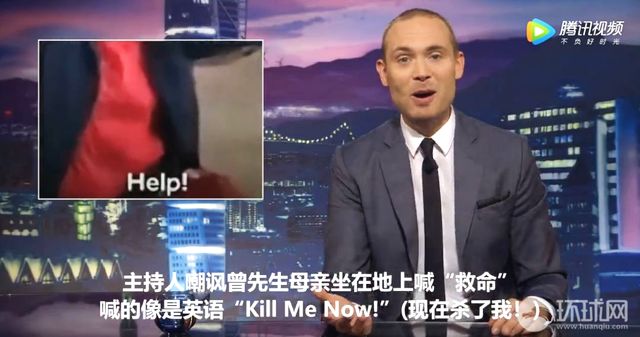 腾讯视频
不负好时光
Help!
主持人嘲讽曾先生母亲坐在地上喊“救命”
喊的像是英语“Kill Me Now!”(现在杀了我！)
环球网
www.huanqiu.com